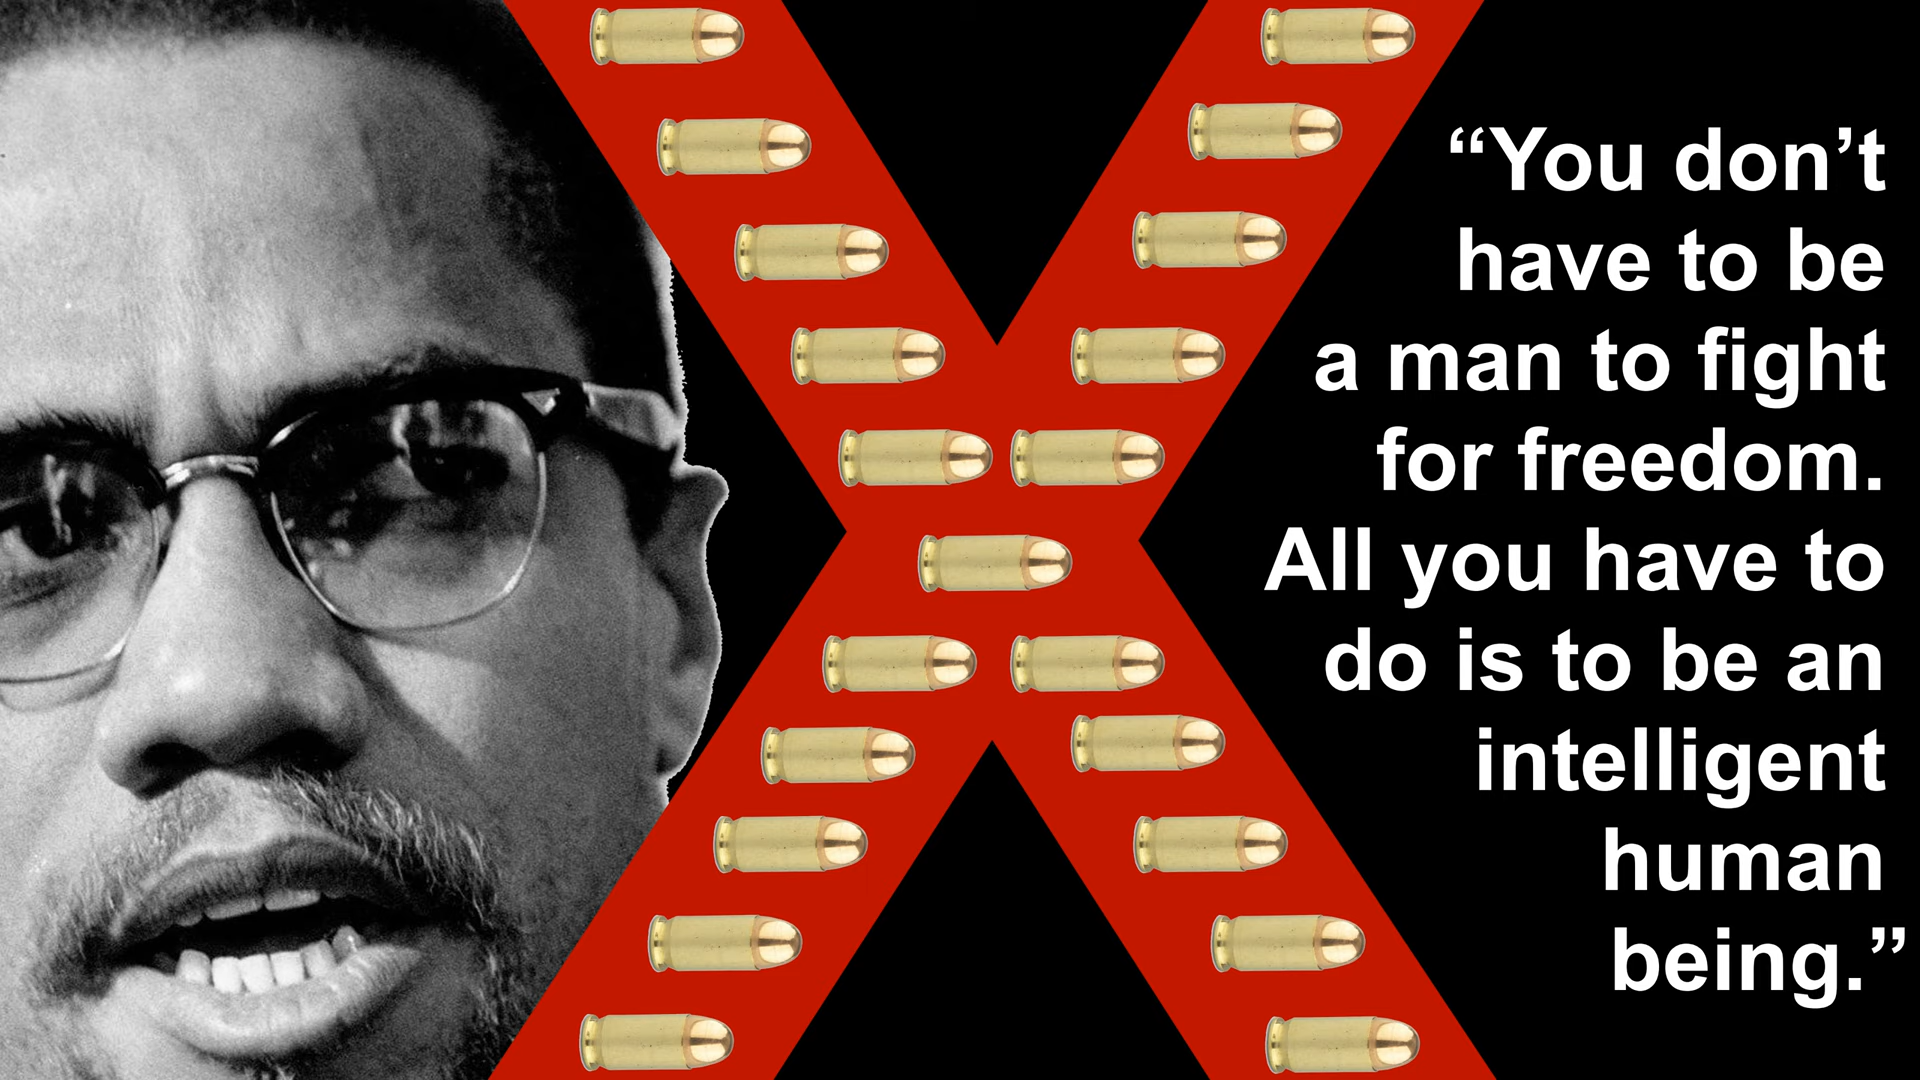 “You don’t
have to be
a man to fight
for freedom.
All you have to
do is to be an
intelligent
human
being.”